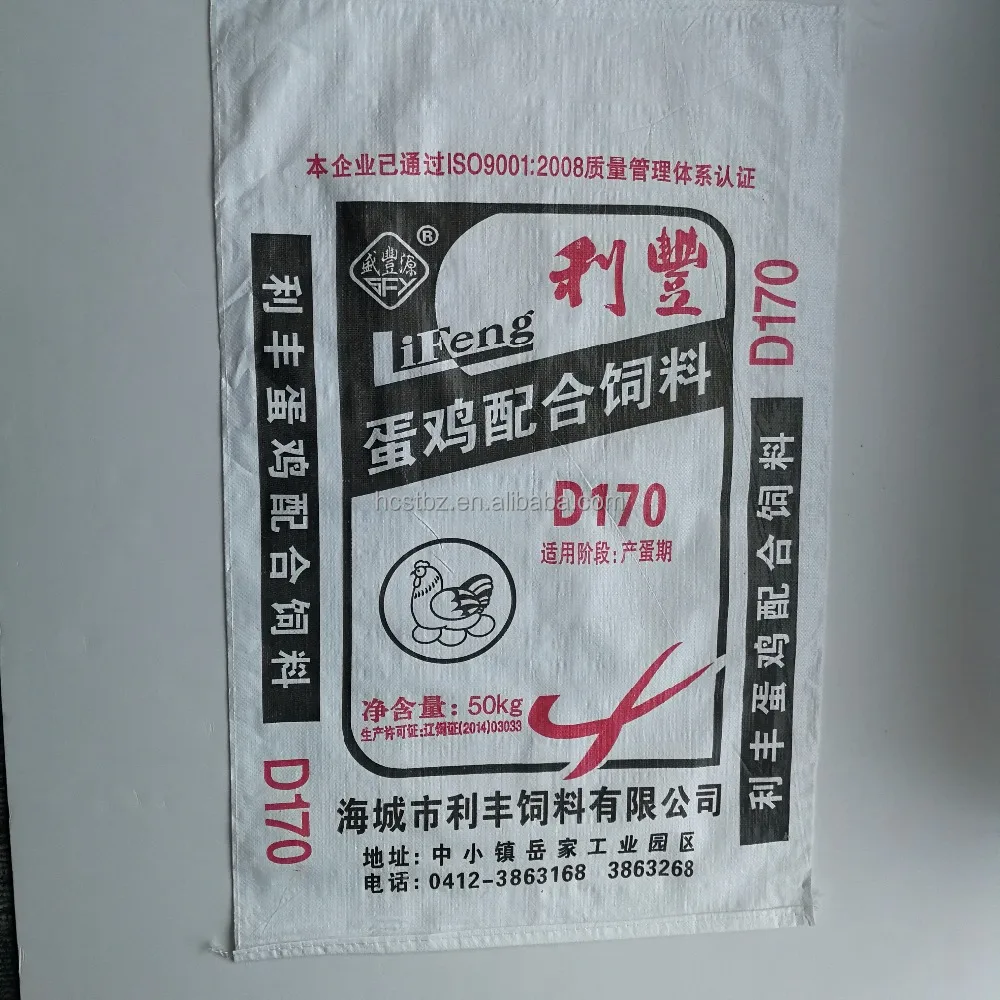 本企业已通过ISO9001:2008质量管理体系认证
盛豐源
SFY
®
利豐
LiFeng
蛋鸡配合饲料
hcstbz.en.alibaba.com
D170
适用阶段:产蛋期
净含量:50kg
生产许可证:辽饲证(2014)03033
海城市利丰饲料有限公司
地址:中小镇岳家工业园区
电话:0412-3863168 3863268
利丰蛋鸡配合饲料
D170
D170
利丰蛋鸡配合饲料